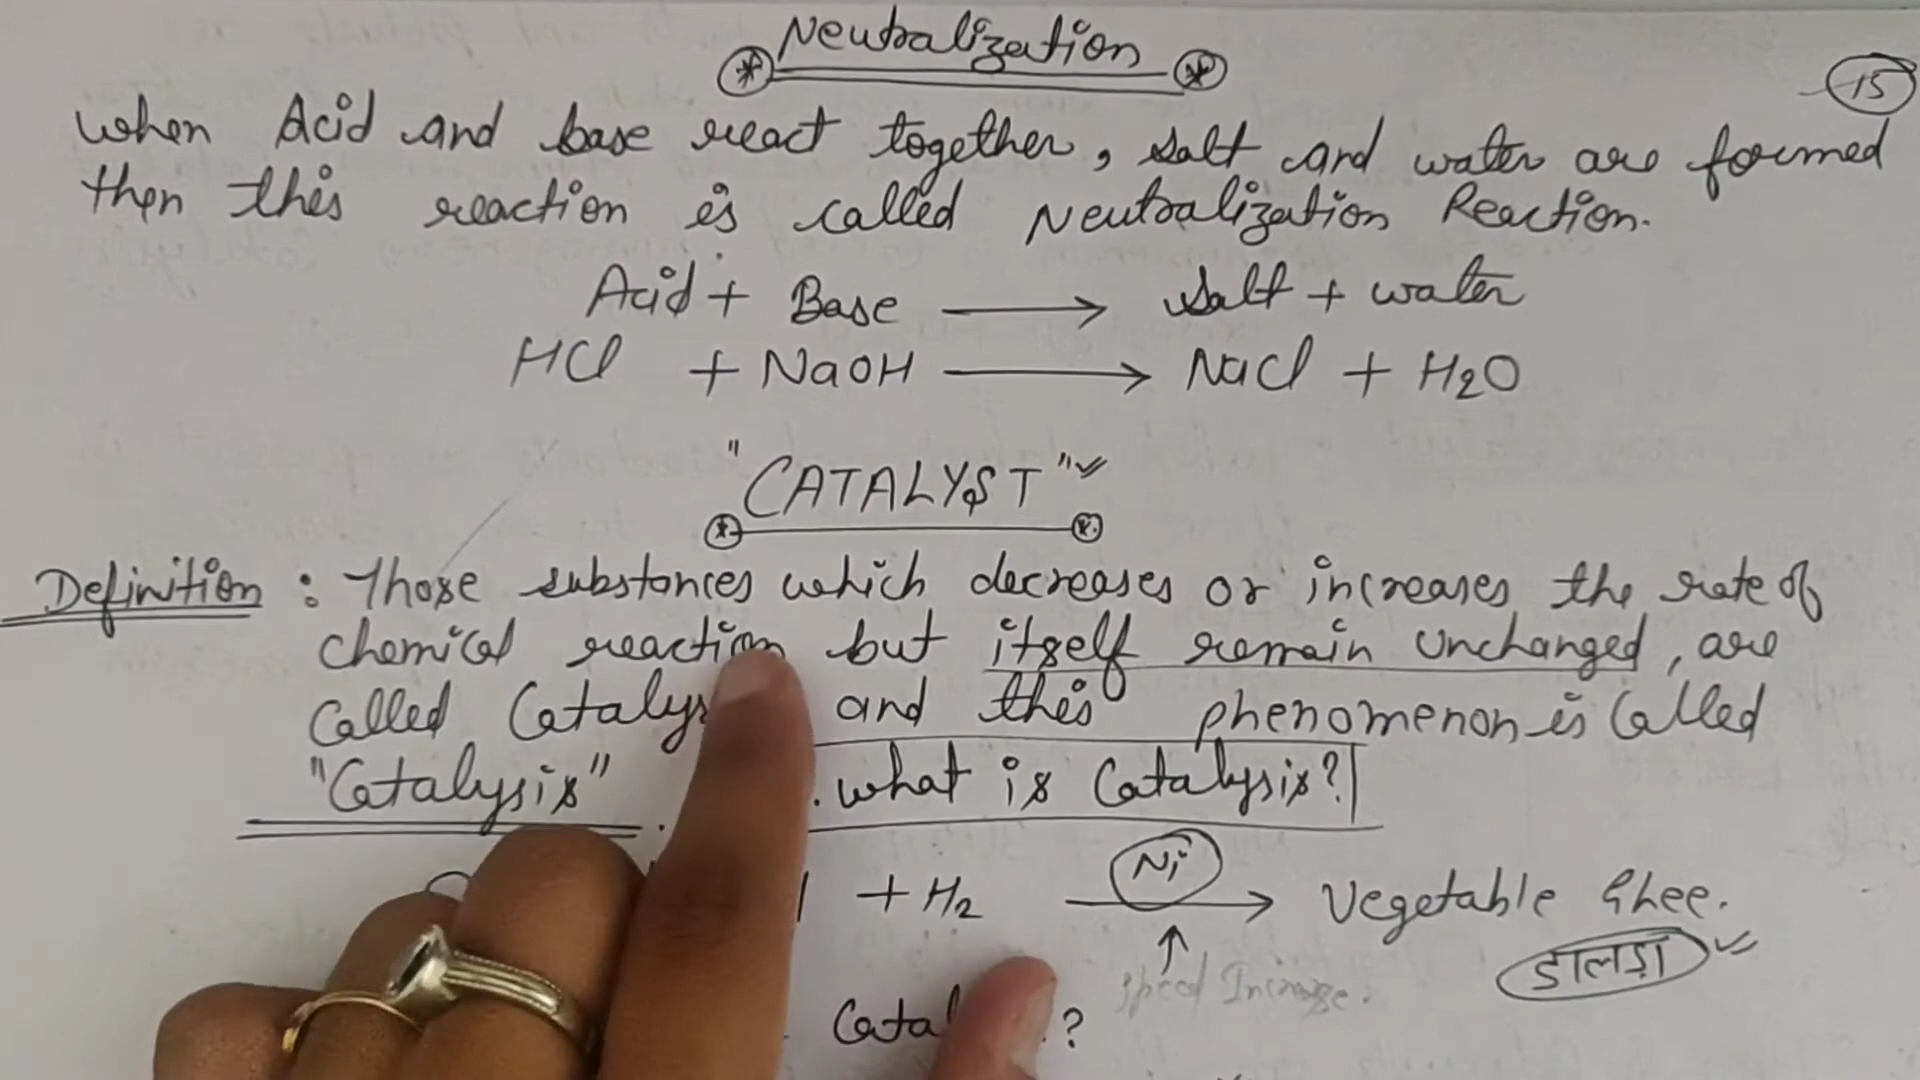 Neutralization
15
When Acid and base react together, salt and water are formed
then this reaction is called Neutralization Reaction.
Acid + Base → Salt + water
HCl + NaOH → NaCl + H2O
"CATALYST"
Definition : Those substances which decreases or increases the rate of
chemical reaction but itself remain unchanged, are
called and this phenomenon is called
"Catalysis" . what is Catalysis?
+ H2 Ni → Vegetable Ghee.
Speed Increase.
डालडा
?